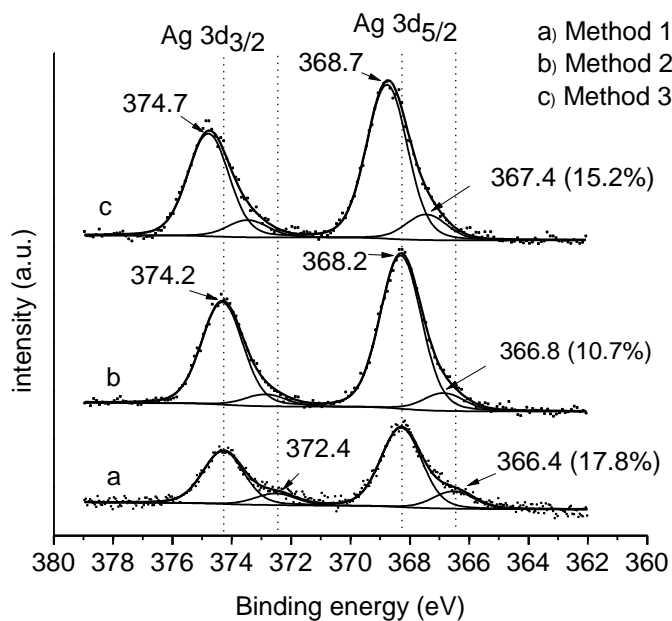 Ag 3d3/2
Ag 3d5/2
a) Method 1
b) Method 2
c) Method 3
374.7
368.7
367.4 (15.2%)
c
374.2
368.2
366.8 (10.7%)
b
372.4
366.4 (17.8%)
a
intensity (a.u.)
380 378 376 374 372 370 368 366 364 362 360
Binding energy (eV)